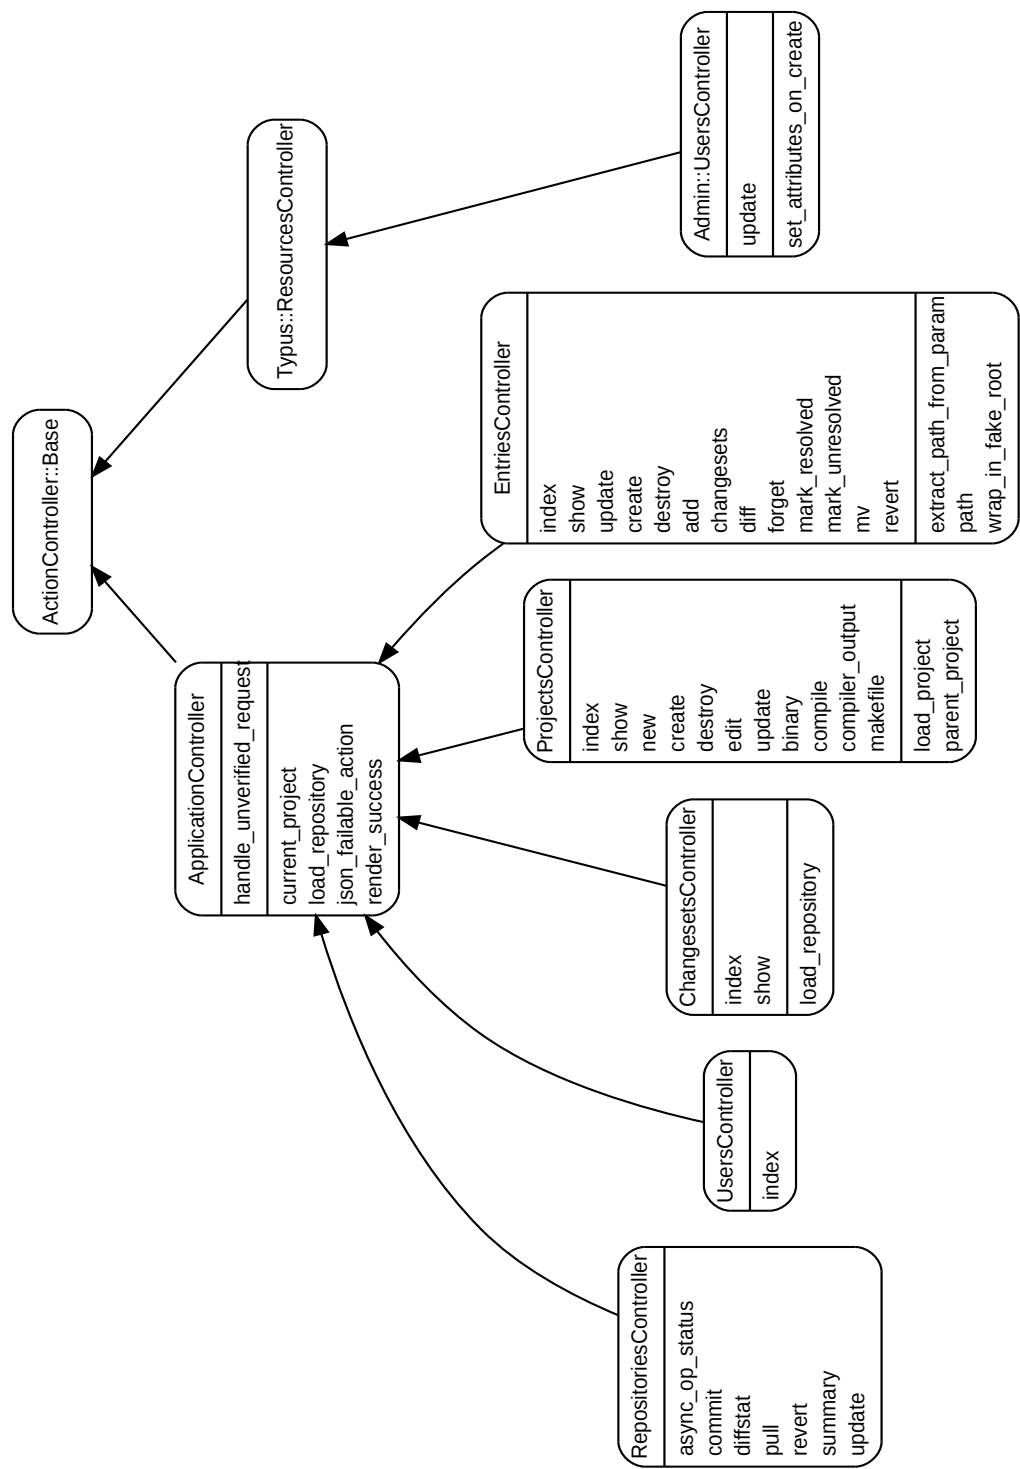 ActionController::Base
ApplicationController
handle_unverified_request
current_project
load_repository
json_failable_action
render_success
Typus::ResourcesController
RepositoriesController
async_op_status
commit
diffstat
pull
revert
summary
update
UsersController
index
ChangesetsController
index
show
load_repository
ProjectsController
index
show
new
create
destroy
edit
update
binary
compile
compiler_output
makefile
load_project
parent_project
EntriesController
index
show
update
create
destroy
add
changesets
diff
forget
mark_resolved
mark_unresolved
mv
revert
extract_path_from_param
path
wrap_in_fake_root
Admin::UsersController
update
set_attributes_on_create